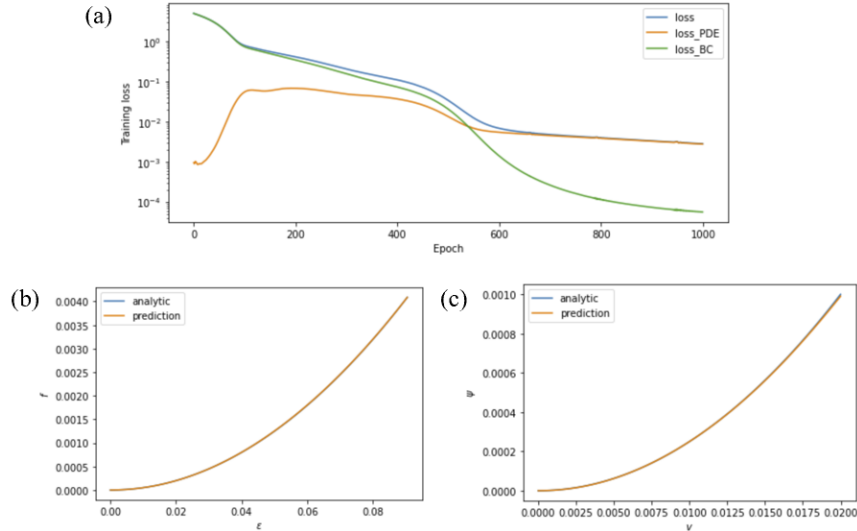 (a)
loss
loss_PDE
loss_BC
Training loss
10⁰
10⁻¹
10⁻²
10⁻³
10⁻⁴
0 200 400 600 800 1000
Epoch
(b)
analytic
prediction
f
0.0040
0.0035
0.0030
0.0025
0.0020
0.0015
0.0010
0.0005
0.0000
0.00 0.02 0.04 0.06 0.08
ε
(c)
analytic
prediction
ψ
0.0010
0.0008
0.0006
0.0004
0.0002
0.0000
0.0000 0.0025 0.0050 0.0075 0.0100 0.0125 0.0150 0.0175 0.0200
v